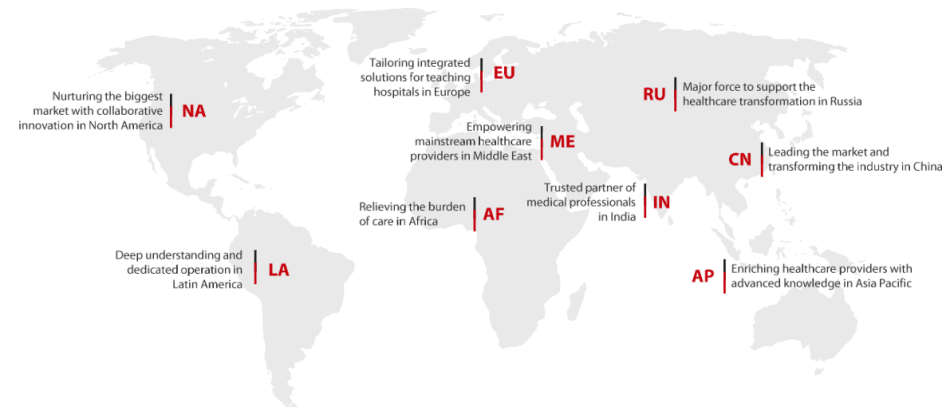 Nurturing the biggest
market with collaborative
innovation in North America
NA
Tailoring integrated
solutions for teaching
hospitals in Europe
EU
RU
Major force to support the
healthcare transformation in Russia
Empowering
mainstream healthcare
providers in Middle East
ME
CN
Leading the market and
transforming the industry in China
Relieving the burden
of care in Africa
AF
Trusted partner of
medical professionals
in India
IN
Deep understanding and
dedicated operation in
Latin America
LA
AP
Enriching healthcare providers with
advanced knowledge in Asia Pacific